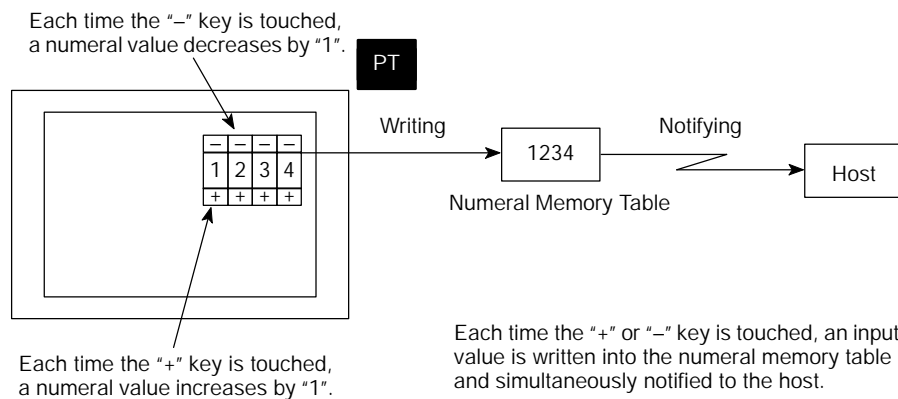 Each time the “–” key is touched,
a numeral value decreases by “1”.
PT
Writing
Notifying
– – – –
1 2 3 4
+ + + +
1234
Host
Numeral Memory Table
Each time the “+” or “–” key is touched, an input
value is written into the numeral memory table
and simultaneously notified to the host.
Each time the “+” key is touched,
a numeral value increases by “1”.